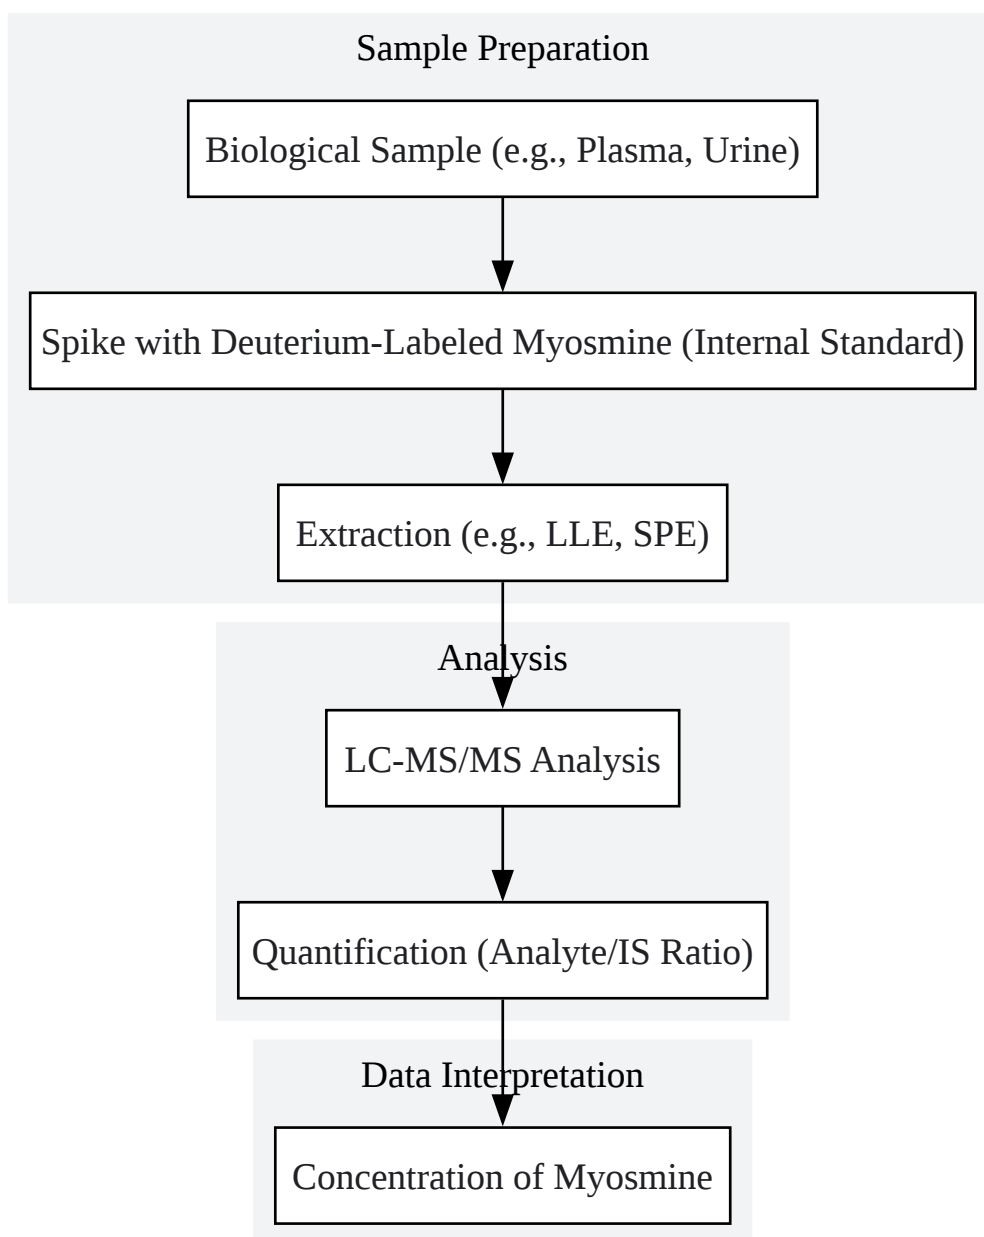 Sample Preparation
Biological Sample (e.g., Plasma, Urine)
Spike with Deuterium-Labeled Myosmine (Internal Standard)
Extraction (e.g., LLE, SPE)
Analysis
LC-MS/MS Analysis
Quantification (Analyte/IS Ratio)
Data Interpretation
Concentration of Myosmine